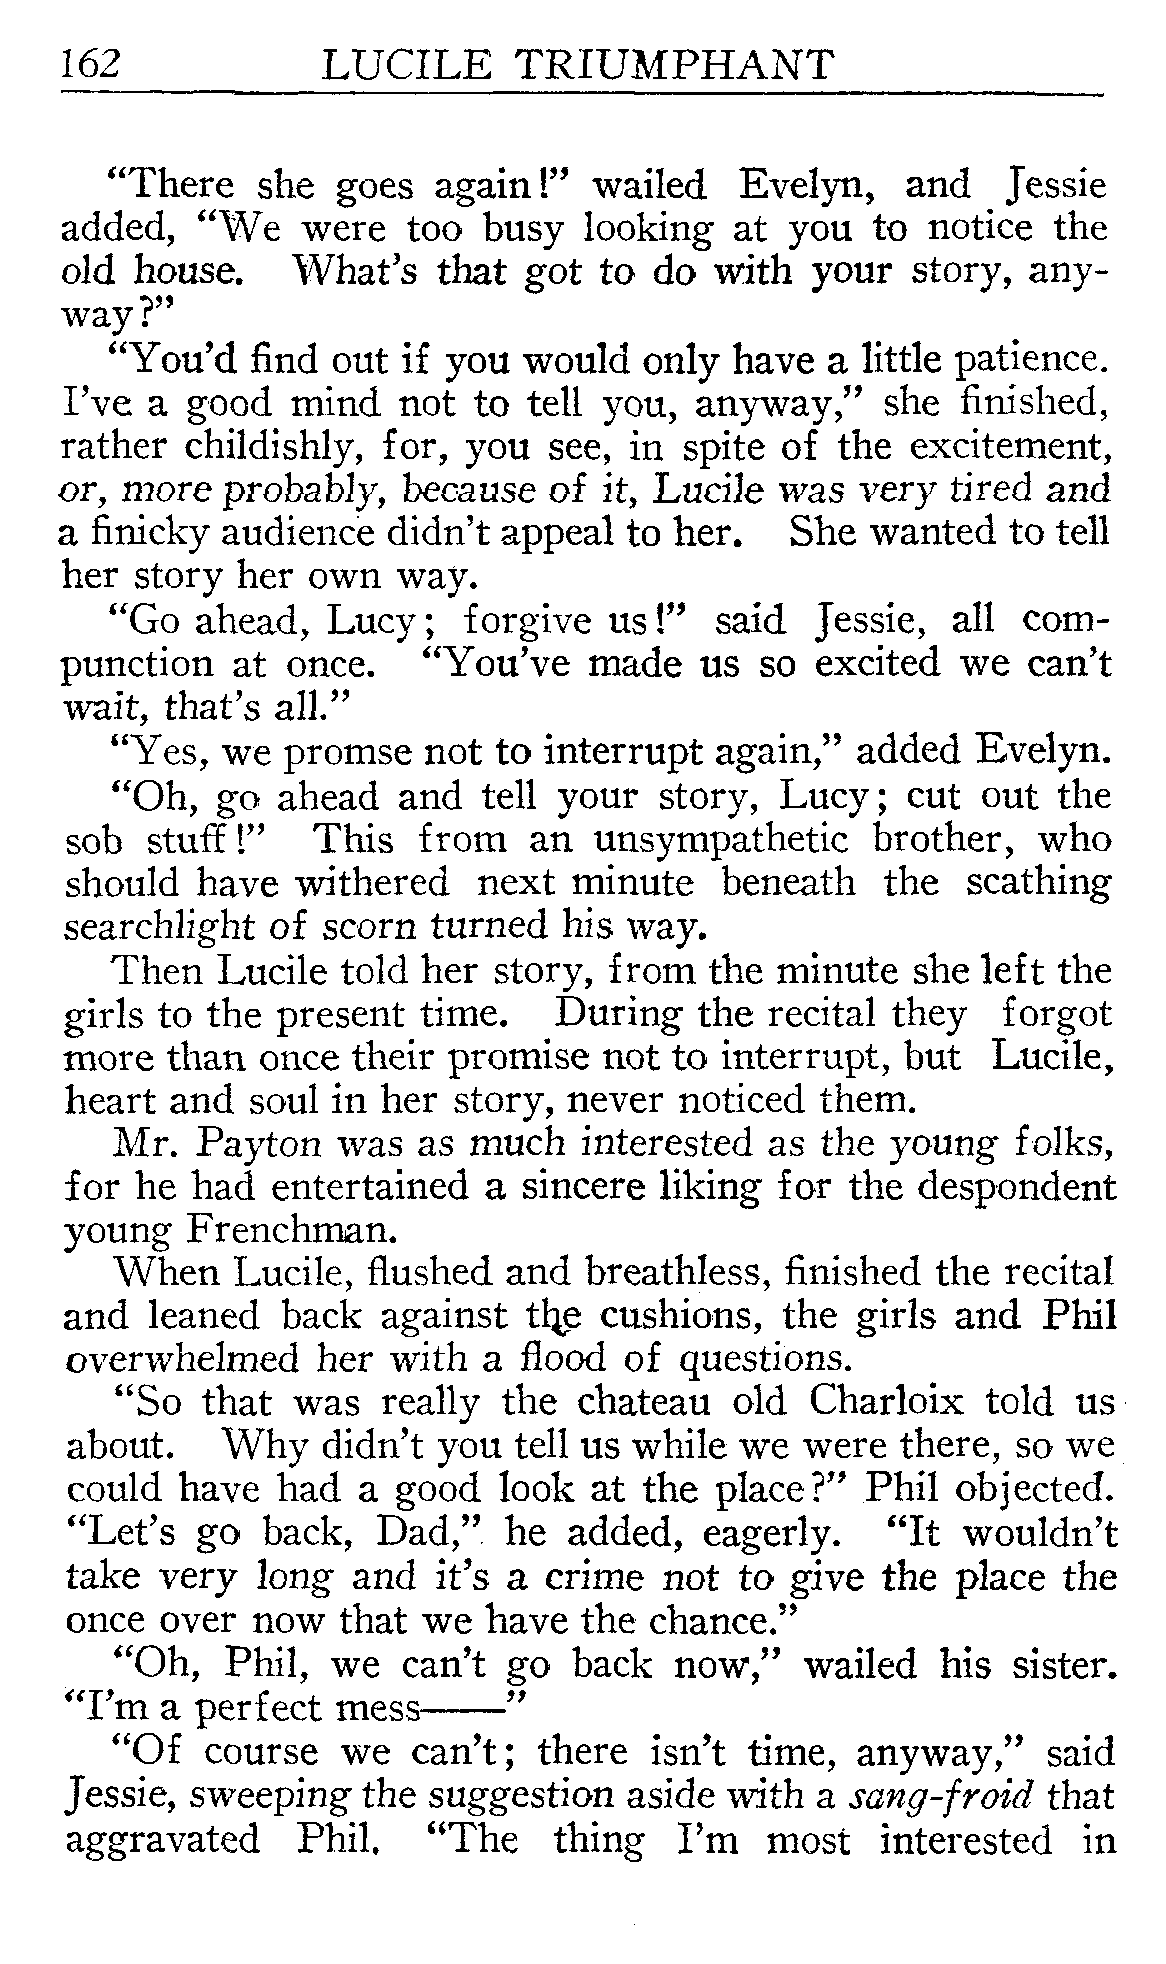 162 LUCILE TRIUMPHANT
“There she goes again!” wailed Evelyn, and Jessie
added, “We were too busy looking at you to notice the
old house. What’s that got to do with your story, any-
way?”
“You’d find out if you would only have a little patience.
I’ve a good mind not to tell you, anyway,” she finished,
rather childishly, for, you see, in spite of the excitement,
or, more probably, because of it, Lucile was very tired and
a finicky audience didn’t appeal to her. She wanted to tell
her story her own way.
“Go ahead, Lucy; forgive us!” said Jessie, all com-
punction at once. “You’ve made us so excited we can’t
wait, that’s all.”
“Yes, we promse not to interrupt again,” added Evelyn.
“Oh, go ahead and tell your story, Lucy; cut out the
sob stuff!” This from an unsympathetic brother, who
should have withered next minute beneath the scathing
searchlight of scorn turned his way.
Then Lucile told her story, from the minute she left the
girls to the present time. During the recital they forgot
more than once their promise not to interrupt, but Lucile,
heart and soul in her story, never noticed them.
Mr. Payton was as much interested as the young folks,
for he had entertained a sincere liking for the despondent
young Frenchman.
When Lucile, flushed and breathless, finished the recital
and leaned back against the cushions, the girls and Phil
overwhelmed her with a flood of questions.
“So that was really the chateau old Charloix told us
about. Why didn’t you tell us while we were there, so we
could have had a good look at the place?” Phil objected.
“Let’s go back, Dad,” he added, eagerly. “It wouldn’t
take very long and it’s a crime not to give the place the
once over now that we have the chance.”
“Oh, Phil, we can’t go back now,” wailed his sister.
“I’m a perfect mess——”
“Of course we can’t; there isn’t time, anyway,” said
Jessie, sweeping the suggestion aside with a sang-froid that
aggravated Phil. “The thing I’m most interested in